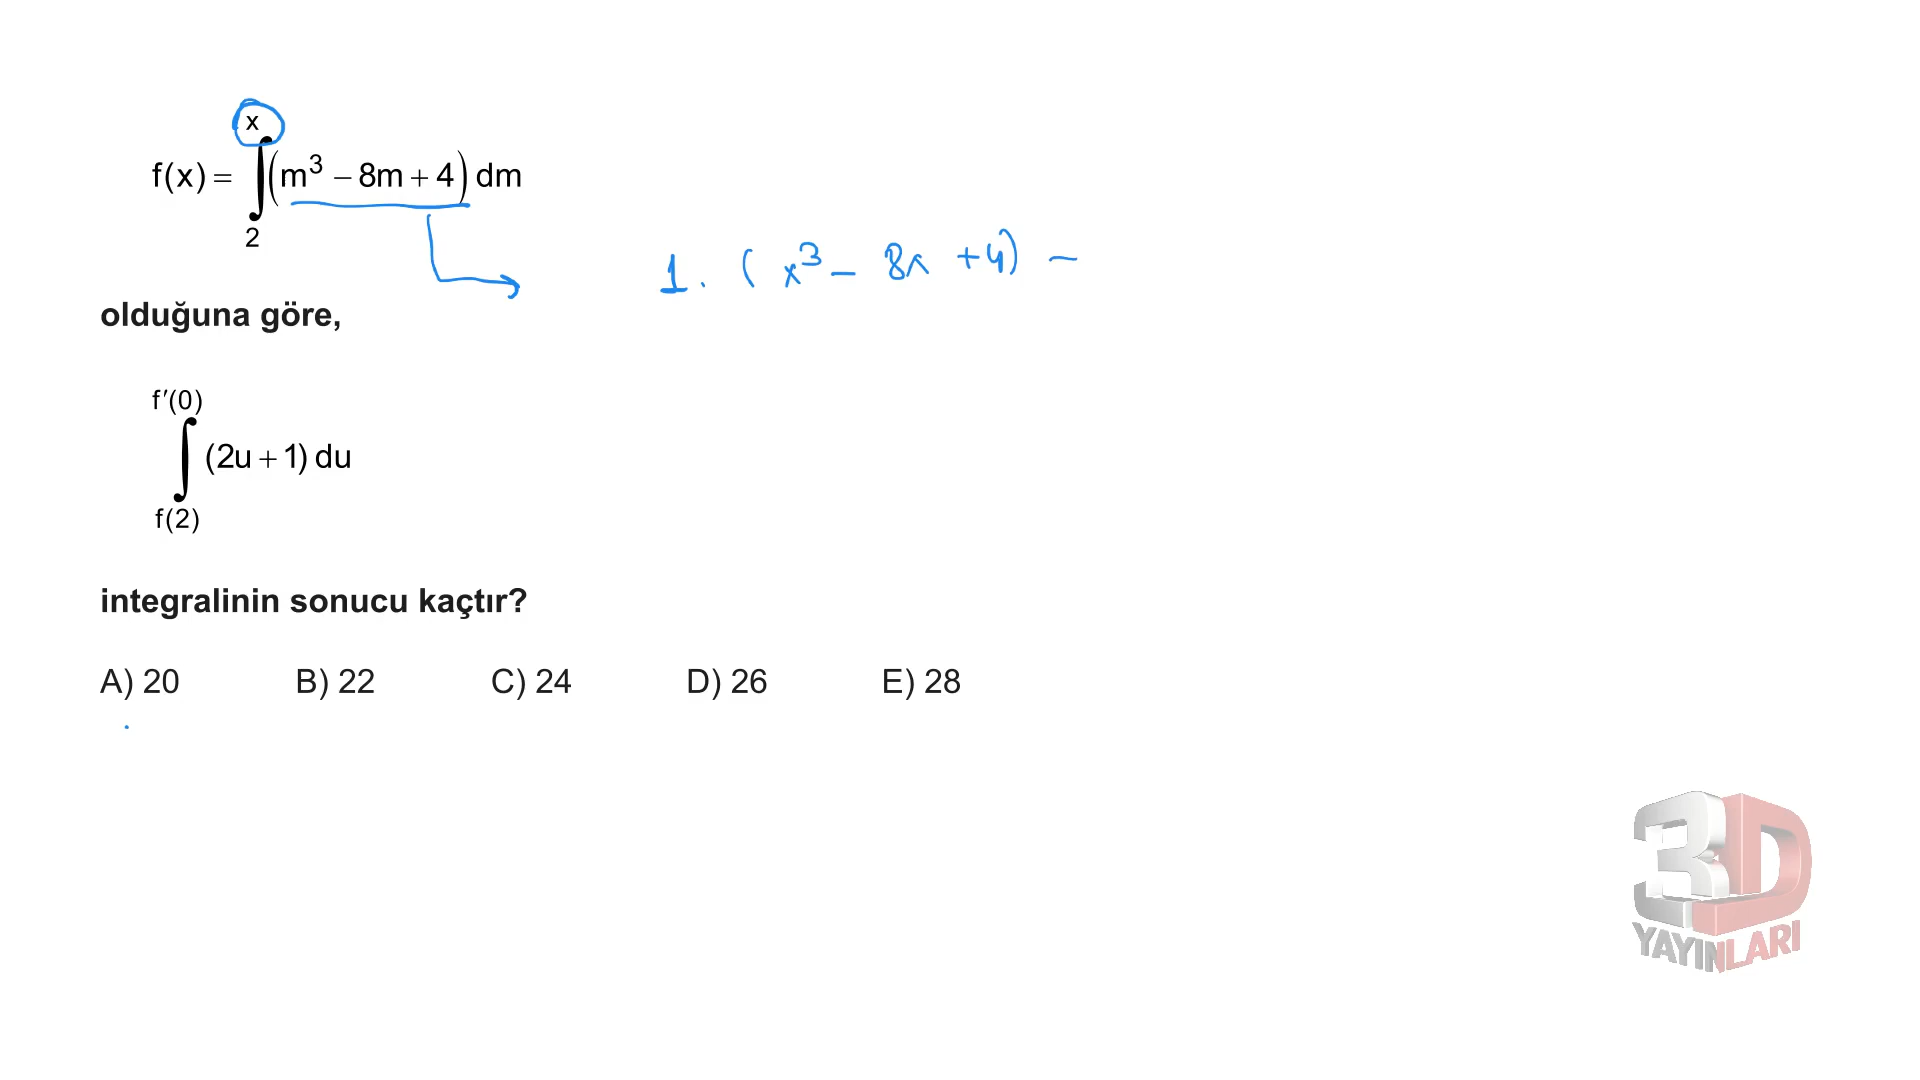 f(x) = ∫₂ˣ (m³ − 8m + 4) dm
1. (x³ − 8x + 4) −
olduğuna göre,
∫_{f(2)}^{f′(0)} (2u + 1) du
integralinin sonucu kaçtır?
A) 20 B) 22 C) 24 D) 26 E) 28
3D
YAYINLARI